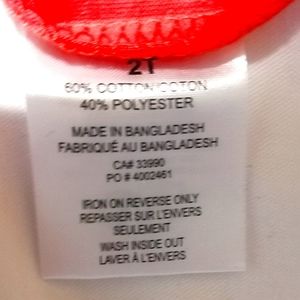 2T
60% COTTON/COTON
40% POLYESTER
MADE IN BANGLADESH
FABRIQUÉ AU BANGLADESH
CA# 33990
PO # 4002461
IRON ON REVERSE ONLY
REPASSER SUR L'ENVERS
SEULEMENT
WASH INSIDE OUT
LAVER À L'ENVERS